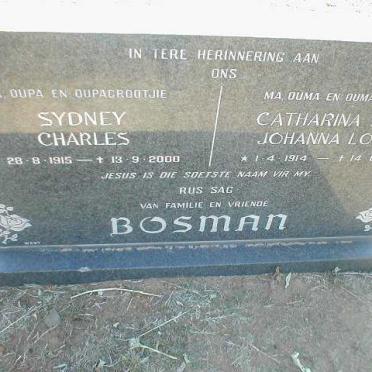 IN TERE HERINNERING AAN
ONS
, OUPA EN OUPAGROOTJIE
SYDNEY
CHARLES
28-8-1915 — + 13-9-2000
MA, OUMA EN OUMA
CATHARINA
JOHANNA LO
* 1-4-1914 — + 14
JESUS IS DIE SOETSTE NAAM VIR MY.
RUS SAG
VAN FAMILIE EN VRIENDE
BOSMAN